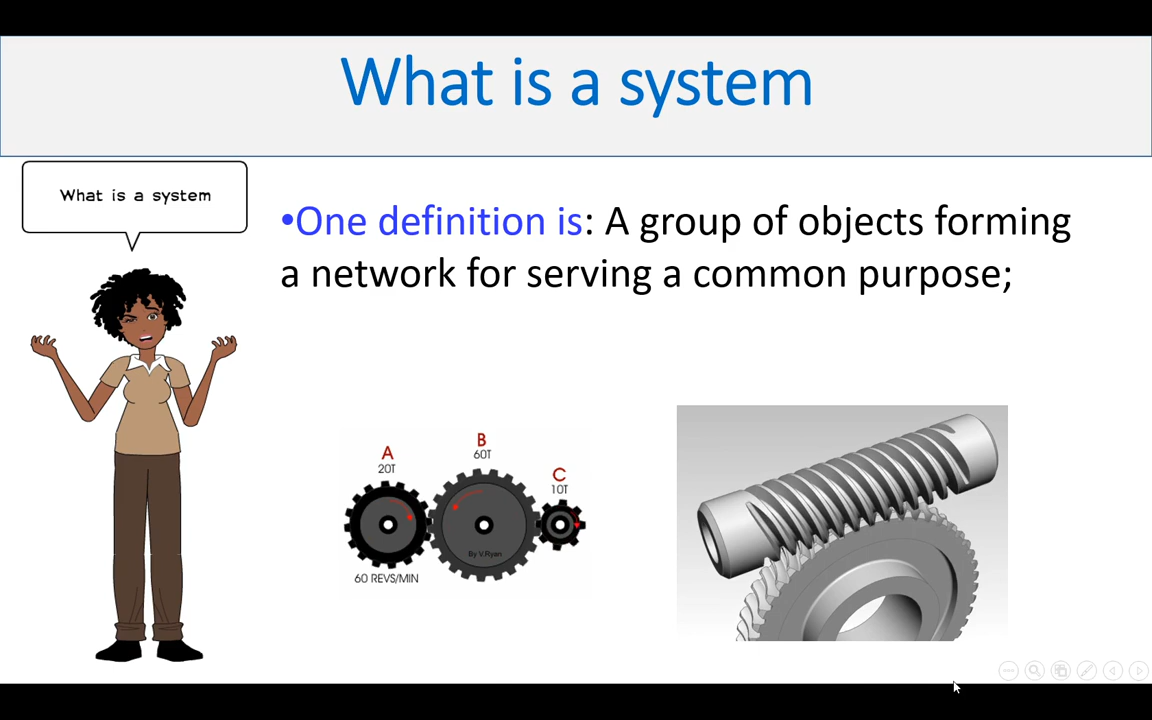 What is a system
What is a system
•One definition is: A group of objects forming
a network for serving a common purpose;
A
20T
B
60T
C
10T
By V.Ryan
60 REVS/MIN